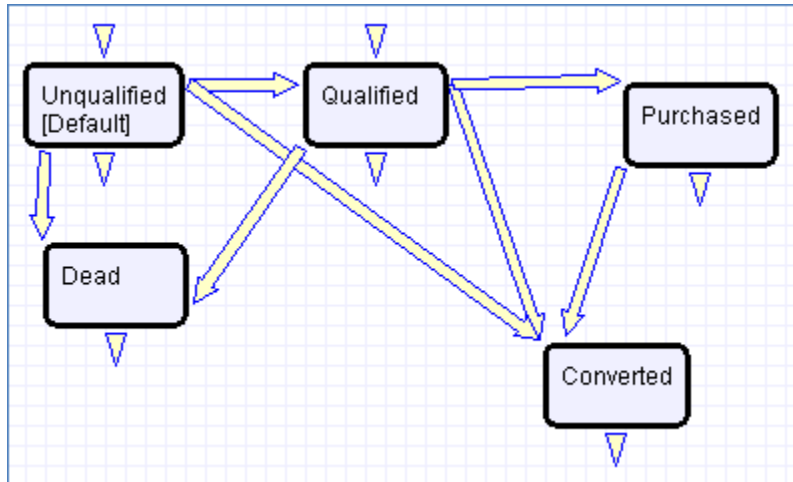 Unqualified
[Default]
Qualified
Purchased
Dead
Converted